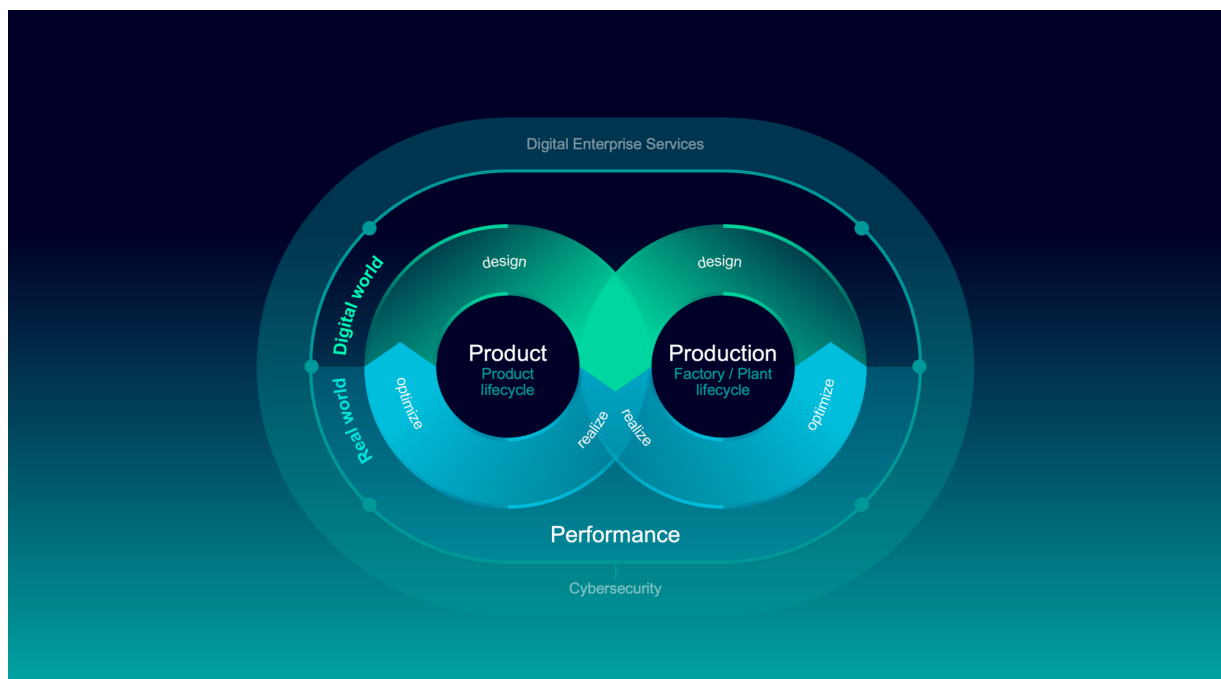 Digital Enterprise Services
Digital world
Real world
design
design
Product
Product
lifecycle
Production
Factory / Plant
lifecycle
optimize
realize
realize
optimize
Performance
Cybersecurity